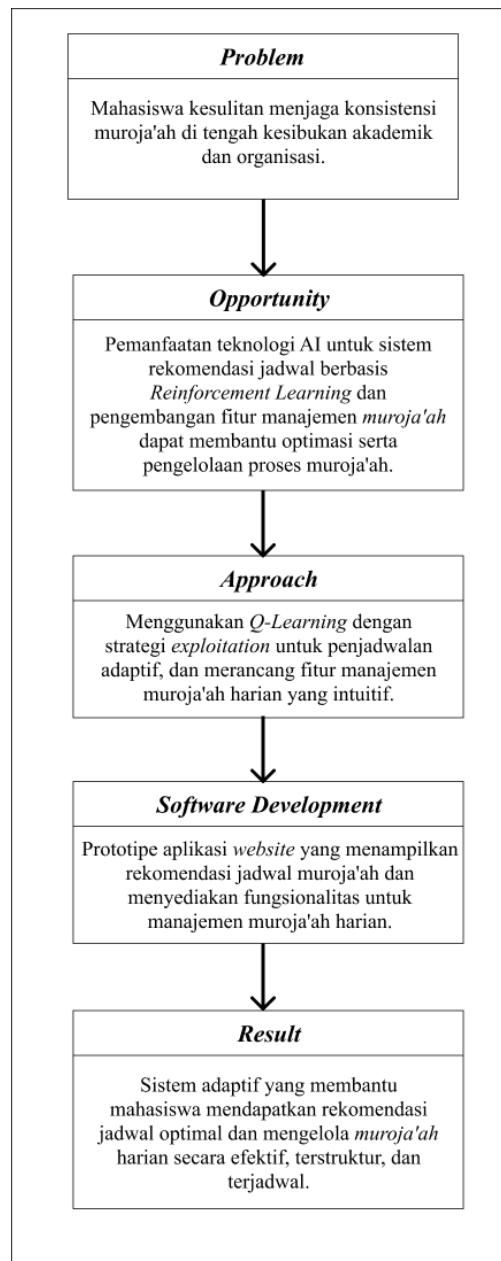 Problem
Mahasiswa kesulitan menjaga konsistensi
muroja'ah di tengah kesibukan akademik
dan organisasi.
Opportunity
Pemanfaatan teknologi AI untuk sistem
rekomendasi jadwal berbasis
Reinforcement Learning dan
pengembangan fitur manajemen muroja'ah
dapat membantu optimasi serta
pengelolaan proses muroja'ah.
Approach
Menggunakan Q-Learning dengan
strategi exploitation untuk penjadwalan
adaptif, dan merancang fitur manajemen
muroja'ah harian yang intuitif.
Software Development
Prototipe aplikasi website yang menampilkan
rekomendasi jadwal muroja'ah dan
menyediakan fungsionalitas untuk
manajemen muroja'ah harian.
Result
Sistem adaptif yang membantu
mahasiswa mendapatkan rekomendasi
jadwal optimal dan mengelola muroja'ah
harian secara efektif, terstruktur, dan
terjadwal.